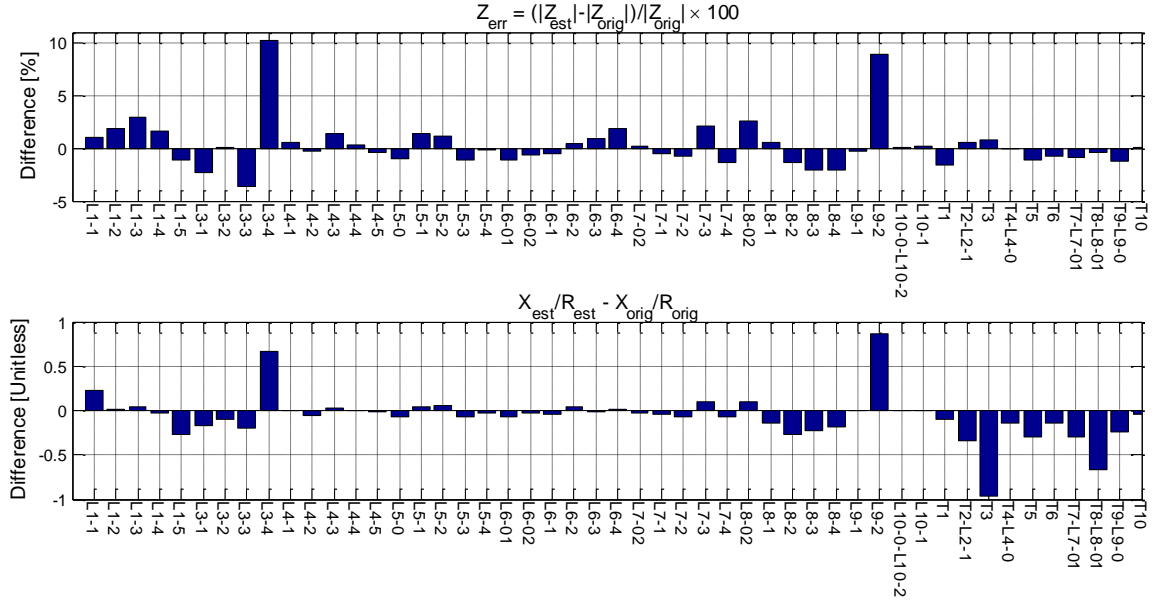 Z_err = (|Z_est|-|Z_orig|)/|Z_orig| × 100
Difference [%]
10
5
0
-5
L1-1
L1-2
L1-3
L1-4
L1-5
L3-1
L3-2
L3-3
L3-4
L4-1
L4-2
L4-3
L4-4
L4-5
L5-0
L5-1
L5-2
L5-3
L5-4
L6-01
L6-02
L6-1
L6-2
L6-3
L6-4
L7-02
L7-1
L7-2
L7-3
L7-4
L8-02
L8-1
L8-2
L8-3
L8-4
L9-1
L9-2
L10-0-L10-2
L10-1
T1
T2-L2-1
T3
T4-L4-0
T5
T6
T7-L7-01
T8-L8-01
T9-L9-0
T10
X_est/R_est - X_orig/R_orig
Difference [Unitless]
1
0.5
0
-0.5
-1
L1-1
L1-2
L1-3
L1-4
L1-5
L3-1
L3-2
L3-3
L3-4
L4-1
L4-2
L4-3
L4-4
L4-5
L5-0
L5-1
L5-2
L5-3
L5-4
L6-01
L6-02
L6-1
L6-2
L6-3
L6-4
L7-02
L7-1
L7-2
L7-3
L7-4
L8-02
L8-1
L8-2
L8-3
L8-4
L9-1
L9-2
L10-0-L10-2
L10-1
T1
T2-L2-1
T3
T4-L4-0
T5
T6
T7-L7-01
T8-L8-01
T9-L9-0
T10